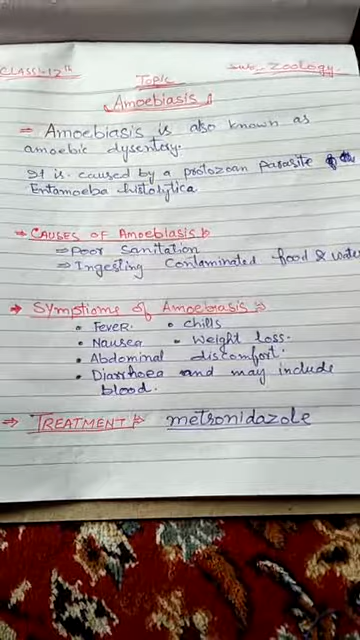 CLASS:-12th Sub- Zoology
Topic
Amoebiasis
⇒ Amoebiasis is also known as
amoebic dysentery.
It is caused by a protozoan parasite
Entamoeba histolytica
→ CAUSES OF AMOEBIASIS
⇒ Poor Sanitation
⇒ Ingesting Contaminated food & water
→ Symptioms of Amoebiasis
• Fever. • chills
• Nausea • Weight loss.
• Abdominal discomfort.
• Diarrhoea and may include
blood.
⇒ TREATMENT metronidazole